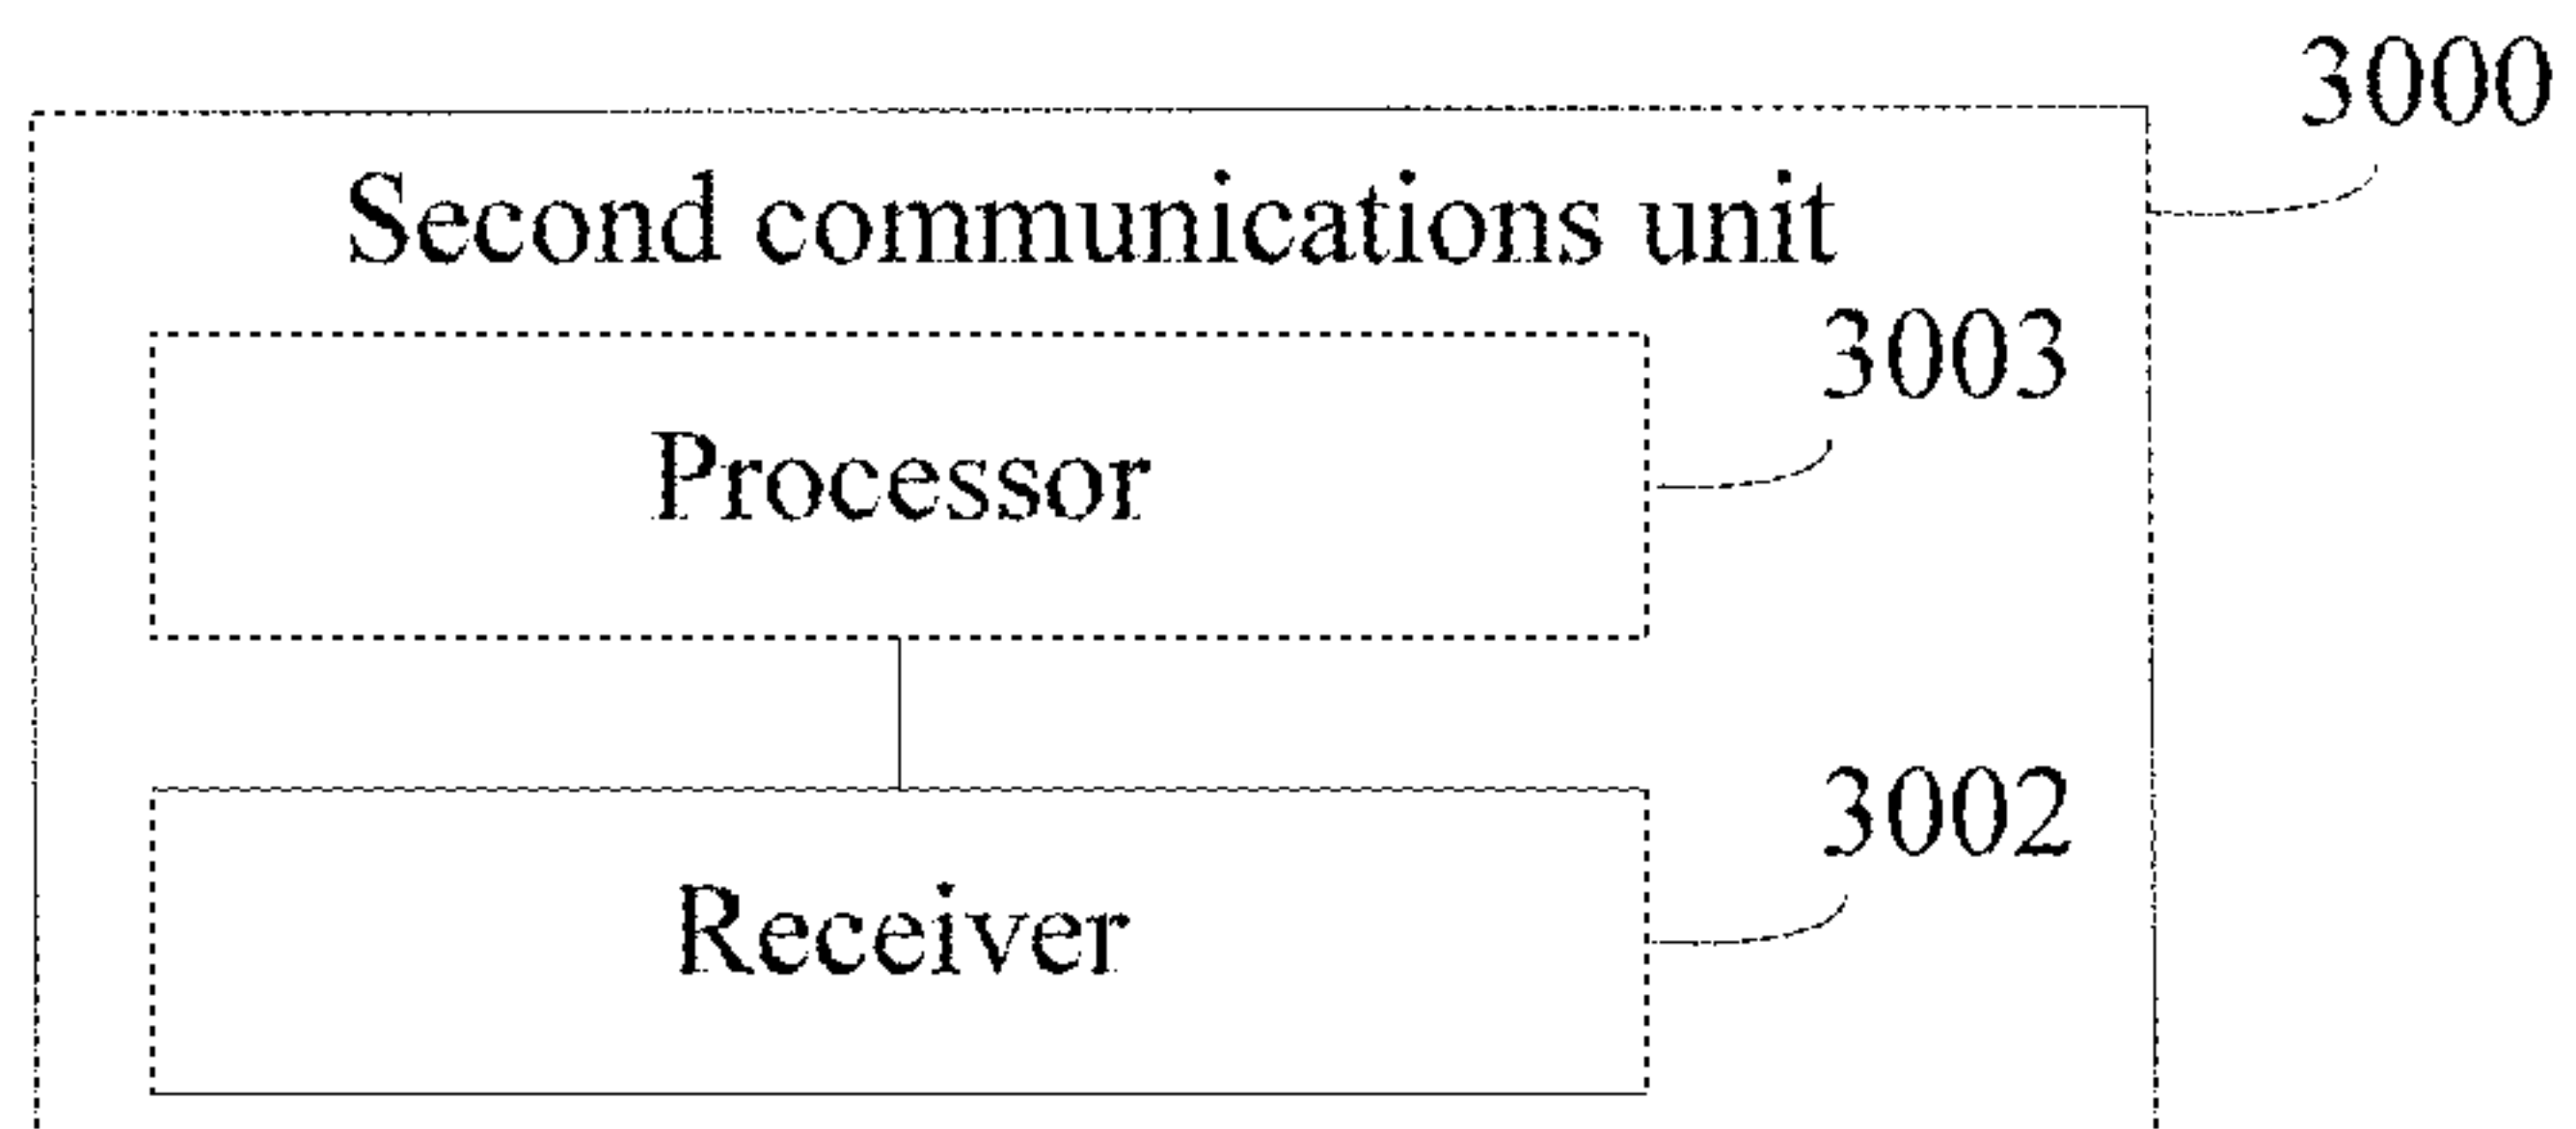 3000
Second communications unit
3003
Processor
3002
Receiver